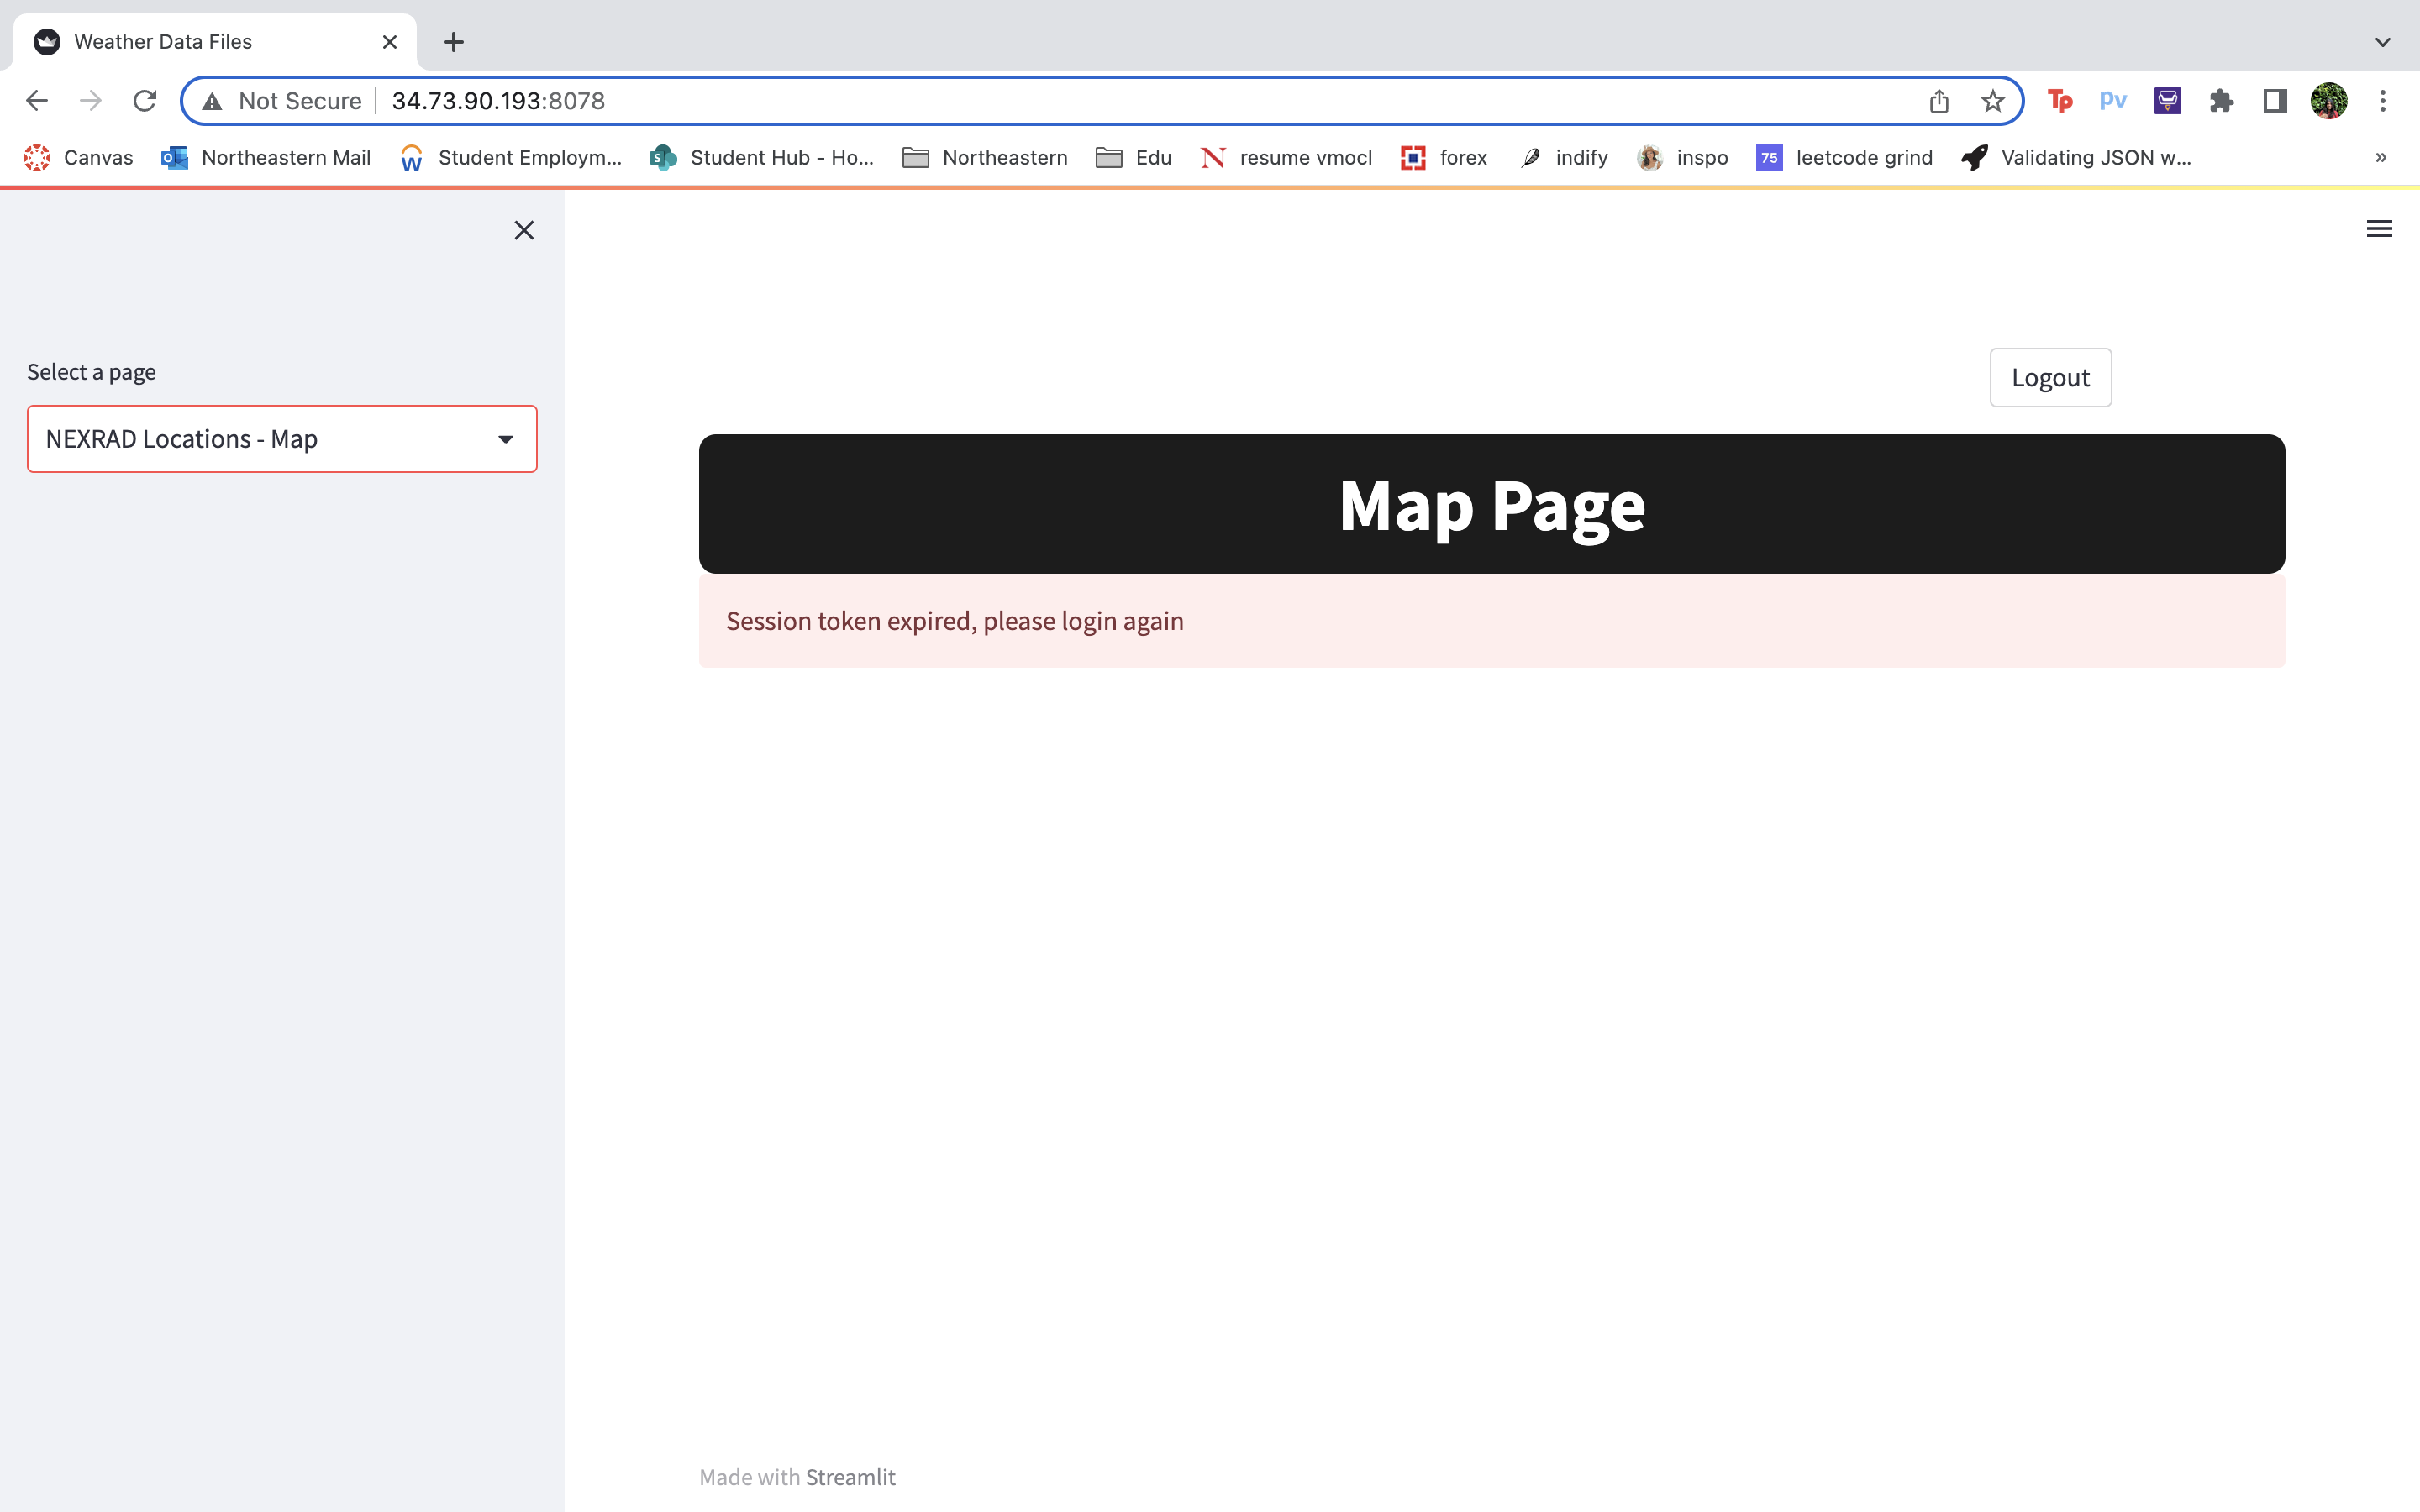 Weather Data Files
Not Secure 34.73.90.193:8078
Tp pv
Canvas Northeastern Mail Student Employm... Student Hub - Ho... Northeastern Edu resume vmocl forex indify inspo 75 leetcode grind Validating JSON w... »
Select a page
NEXRAD Locations - Map
Logout
Map Page
Session token expired, please login again
Made with Streamlit